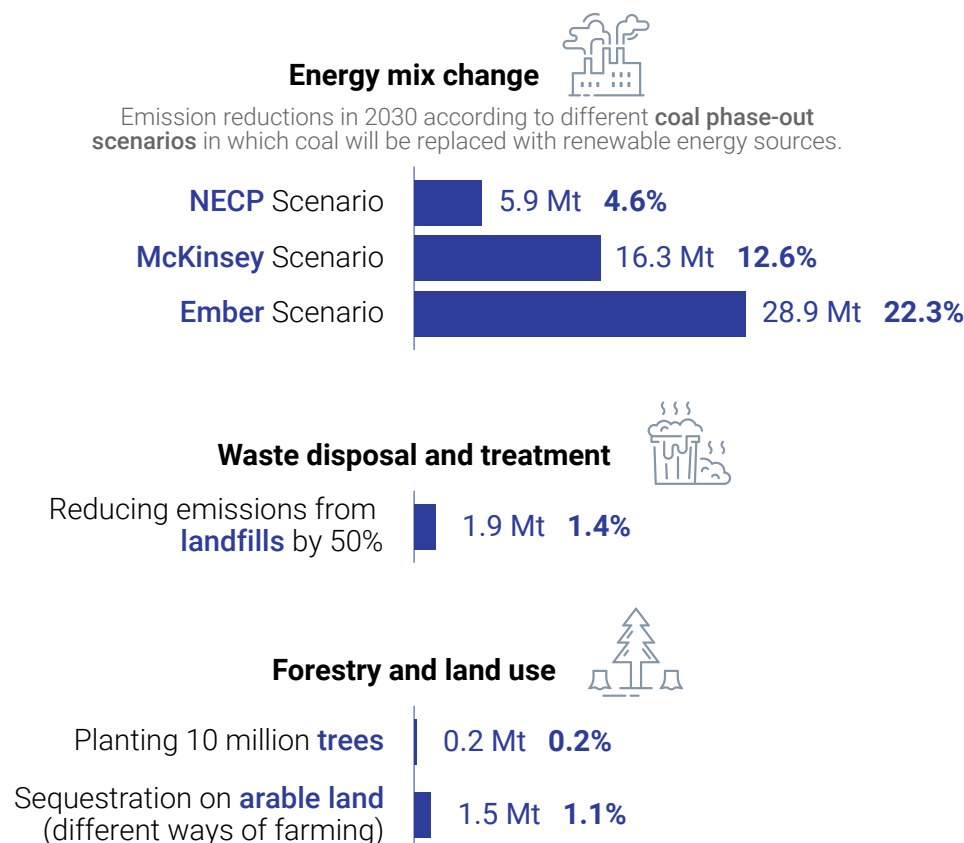 Energy mix change
Emission reductions in 2030 according to different coal phase-out
scenarios in which coal will be replaced with renewable energy sources.
NECP Scenario 5.9 Mt 4.6%
McKinsey Scenario 16.3 Mt 12.6%
Ember Scenario 28.9 Mt 22.3%
Waste disposal and treatment
Reducing emissions from
landfills by 50% 1.9 Mt 1.4%
Forestry and land use
Planting 10 million trees 0.2 Mt 0.2%
Sequestration on arable land
(different ways of farming) 1.5 Mt 1.1%